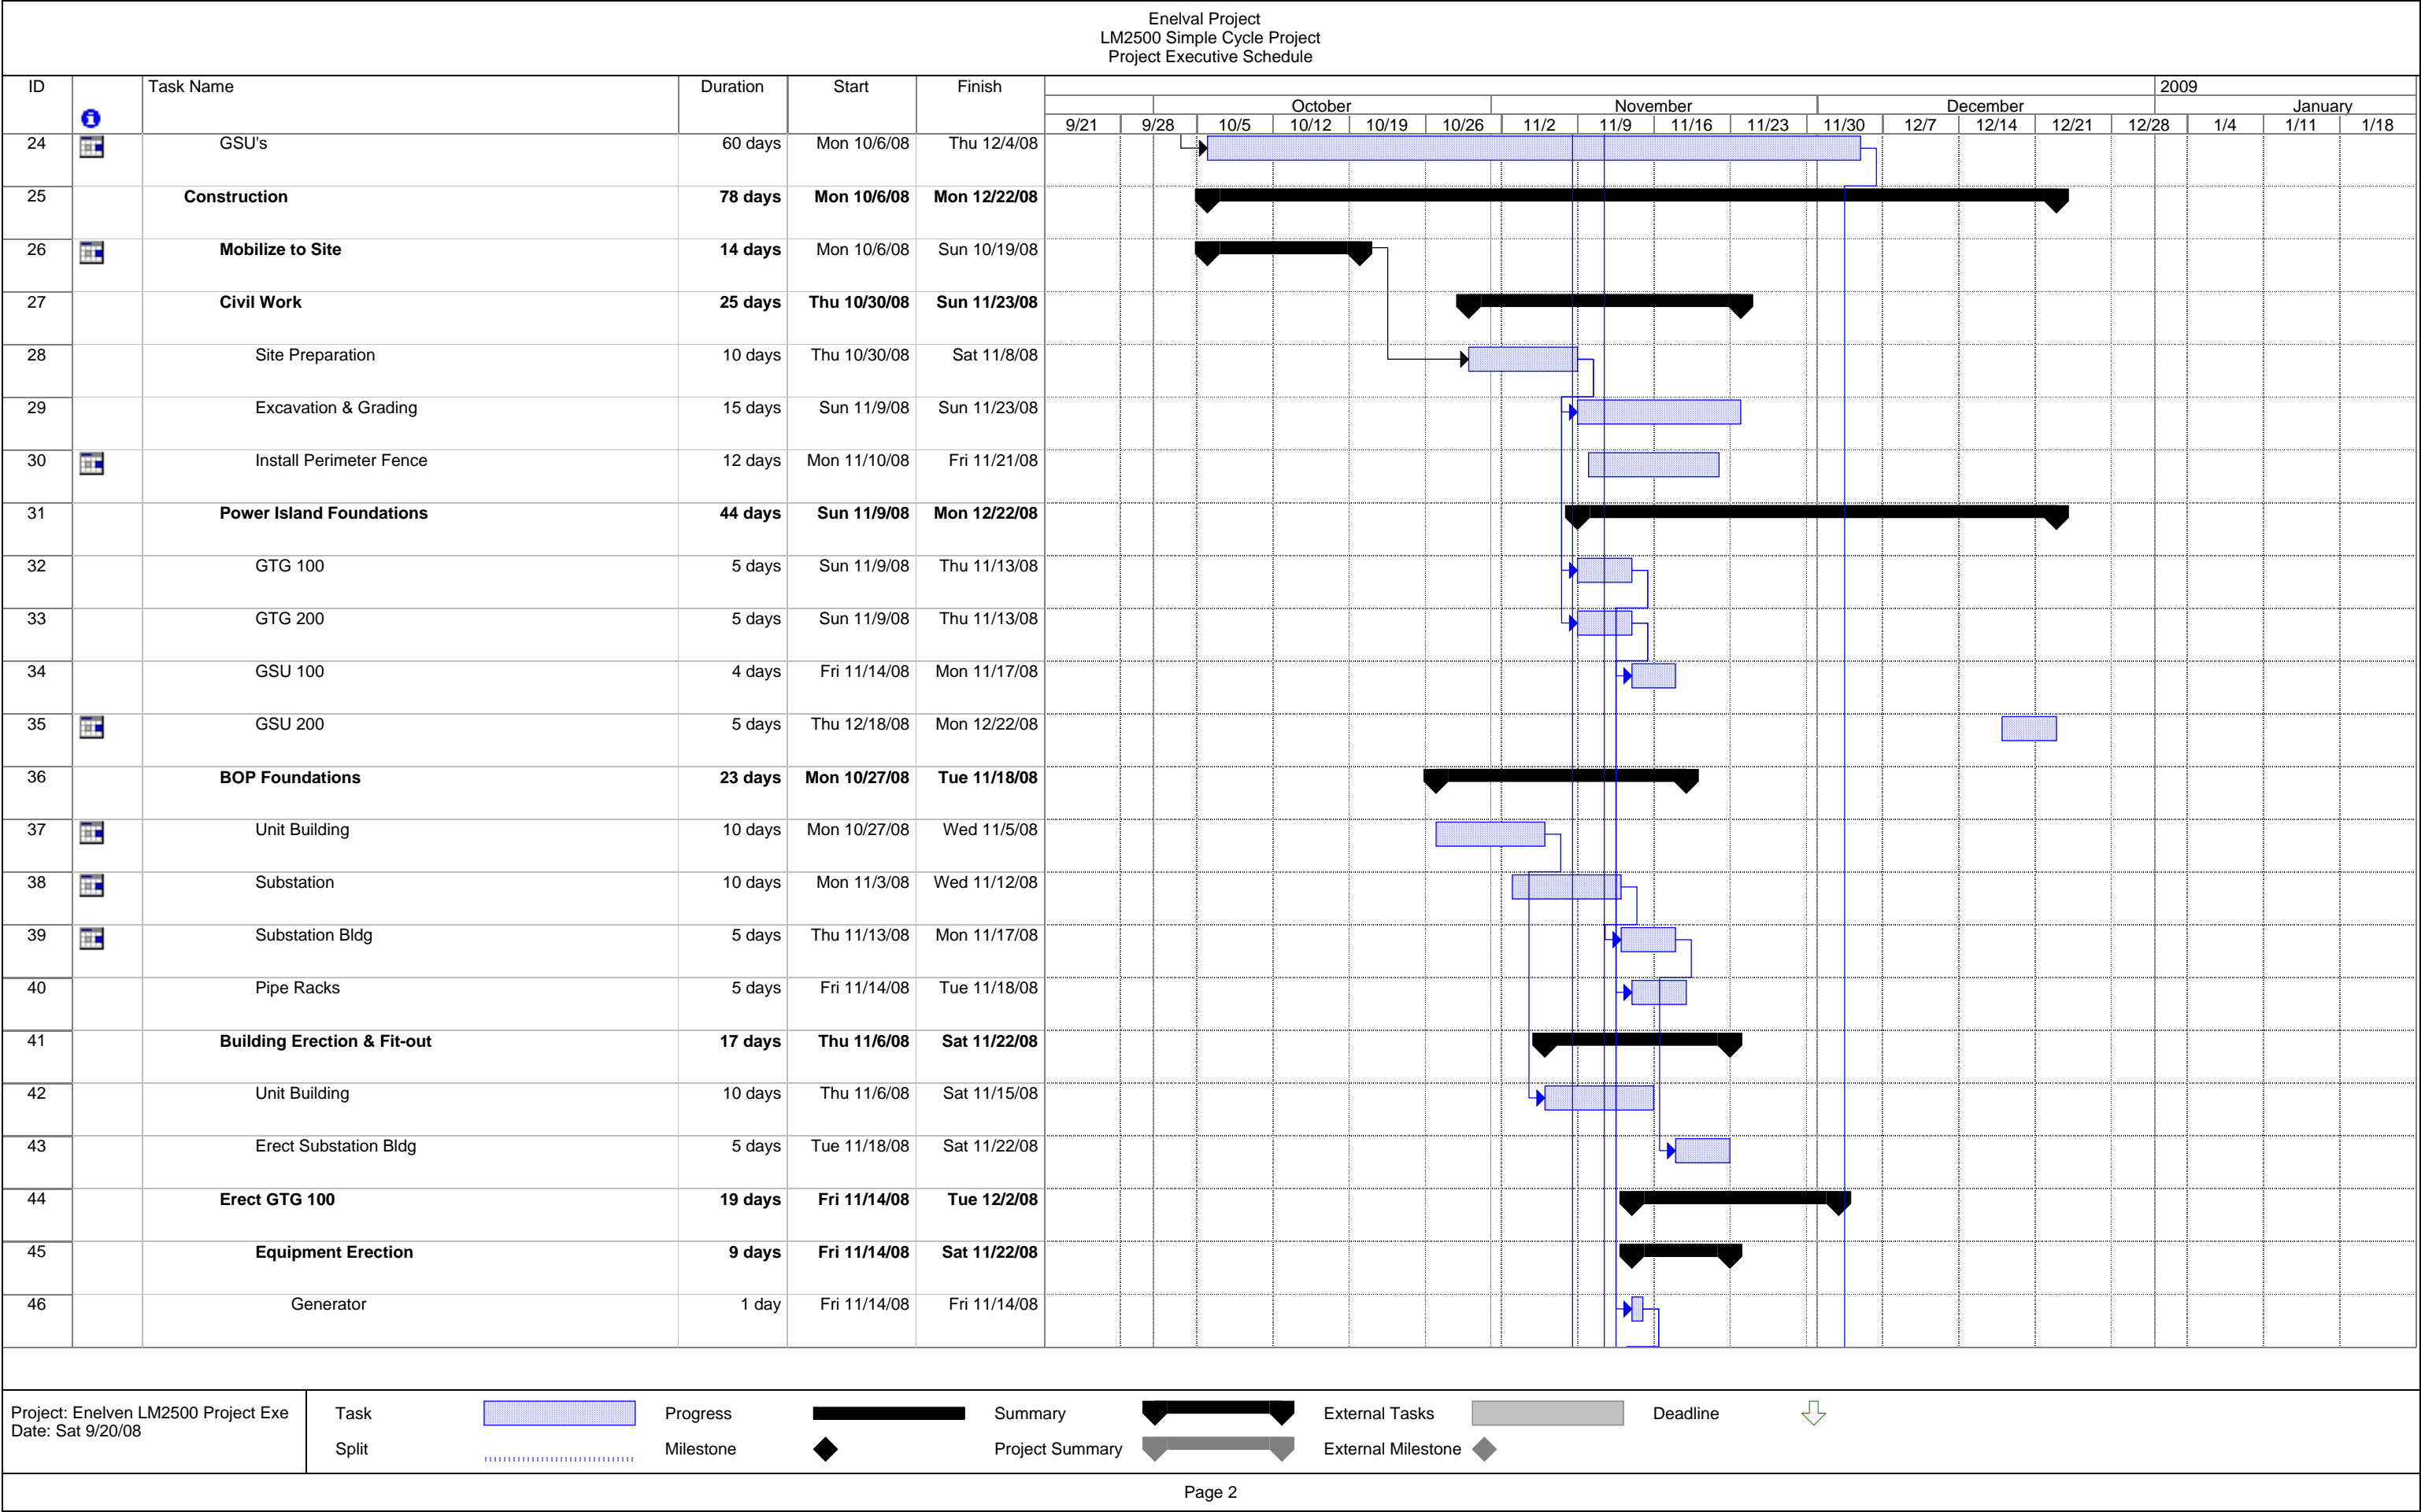 Enelval Project
LM2500 Simple Cycle Project
Project Executive Schedule
ID Task Name Duration Start Finish
2009
October November December January
9/21 9/28 10/5 10/12 10/19 10/26 11/2 11/9 11/16 11/23 11/30 12/7 12/14 12/21 12/28 1/4 1/11 1/18
24 GSU's 60 days Mon 10/6/08 Thu 12/4/08
25 Construction 78 days Mon 10/6/08 Mon 12/22/08
26 Mobilize to Site 14 days Mon 10/6/08 Sun 10/19/08
27 Civil Work 25 days Thu 10/30/08 Sun 11/23/08
28 Site Preparation 10 days Thu 10/30/08 Sat 11/8/08
29 Excavation & Grading 15 days Sun 11/9/08 Sun 11/23/08
30 Install Perimeter Fence 12 days Mon 11/10/08 Fri 11/21/08
31 Power Island Foundations 44 days Sun 11/9/08 Mon 12/22/08
32 GTG 100 5 days Sun 11/9/08 Thu 11/13/08
33 GTG 200 5 days Sun 11/9/08 Thu 11/13/08
34 GSU 100 4 days Fri 11/14/08 Mon 11/17/08
35 GSU 200 5 days Thu 12/18/08 Mon 12/22/08
36 BOP Foundations 23 days Mon 10/27/08 Tue 11/18/08
37 Unit Building 10 days Mon 10/27/08 Wed 11/5/08
38 Substation 10 days Mon 11/3/08 Wed 11/12/08
39 Substation Bldg 5 days Thu 11/13/08 Mon 11/17/08
40 Pipe Racks 5 days Fri 11/14/08 Tue 11/18/08
41 Building Erection & Fit-out 17 days Thu 11/6/08 Sat 11/22/08
42 Unit Building 10 days Thu 11/6/08 Sat 11/15/08
43 Erect Substation Bldg 5 days Tue 11/18/08 Sat 11/22/08
44 Erect GTG 100 19 days Fri 11/14/08 Tue 12/2/08
45 Equipment Erection 9 days Fri 11/14/08 Sat 11/22/08
46 Generator 1 day Fri 11/14/08 Fri 11/14/08
Project: Enelven LM2500 Project Exe
Date: Sat 9/20/08
Task Progress Summary External Tasks Deadline
Split Milestone Project Summary External Milestone
Page 2